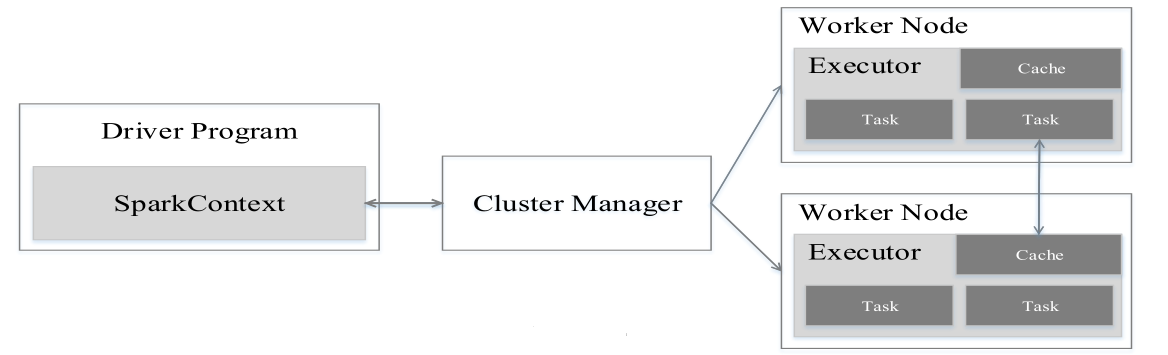 Driver Program
SparkContext
Cluster Manager
Worker Node
Executor
Cache
Task
Task
Worker Node
Executor
Cache
Task
Task